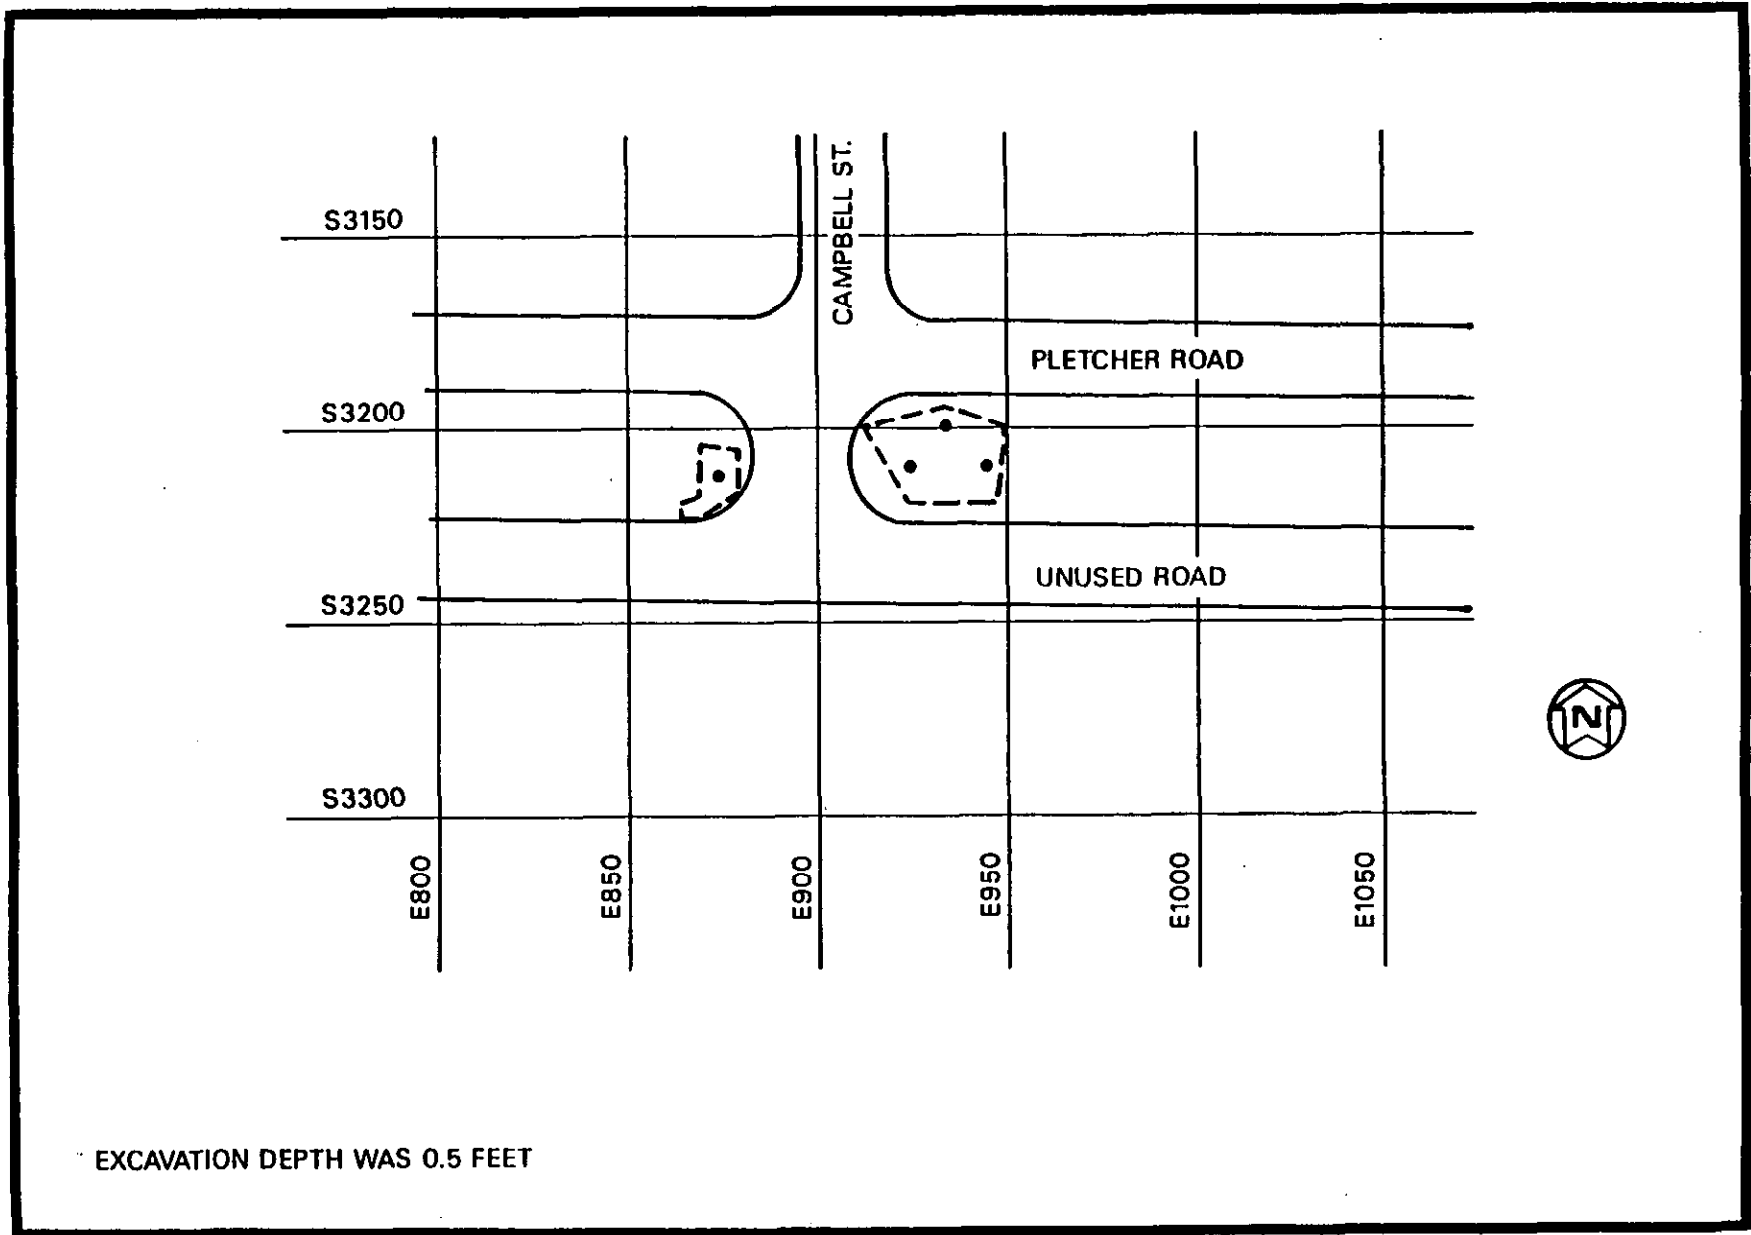 CAMPBELL ST.
S3150
PLETCHER ROAD
S3200
UNUSED ROAD
S3250
N
S3300
E800
E850
E900
E950
E1000
E1050
EXCAVATION DEPTH WAS 0.5 FEET